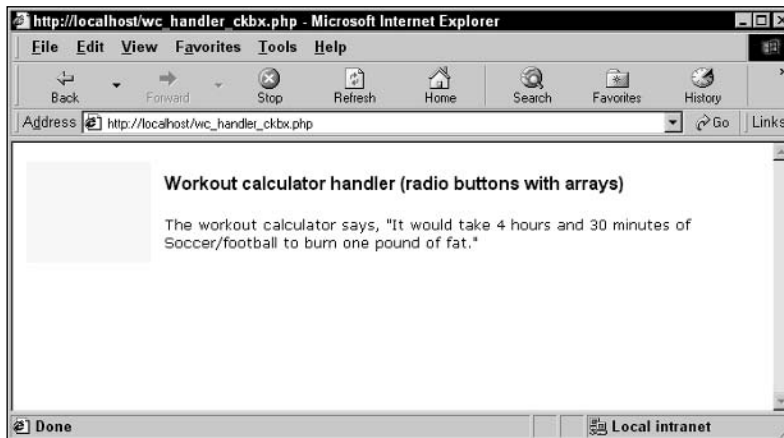 http://localhost/wc_handler_ckbx.php - Microsoft Internet Explorer
File Edit View Favorites Tools Help
Back Forward Stop Refresh Home Search Favorites History »
Address http://localhost/wc_handler_ckbx.php Go Links
Workout calculator handler (radio buttons with arrays)
The workout calculator says, "It would take 4 hours and 30 minutes of
Soccer/football to burn one pound of fat."
Done Local intranet